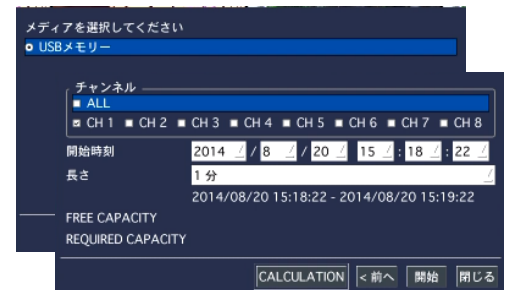 メディアを選択してください
USBメモリー
チャンネル
ALL
CH 1 CH 2 CH 3 CH 4 CH 5 CH 6 CH 7 CH 8
開始時刻 2014 / 8 / 20 15 : 18 : 22
長さ 1 分
2014/08/20 15:18:22 - 2014/08/20 15:19:22
FREE CAPACITY
REQUIRED CAPACITY
CALCULATION <前へ 開始 閉じる